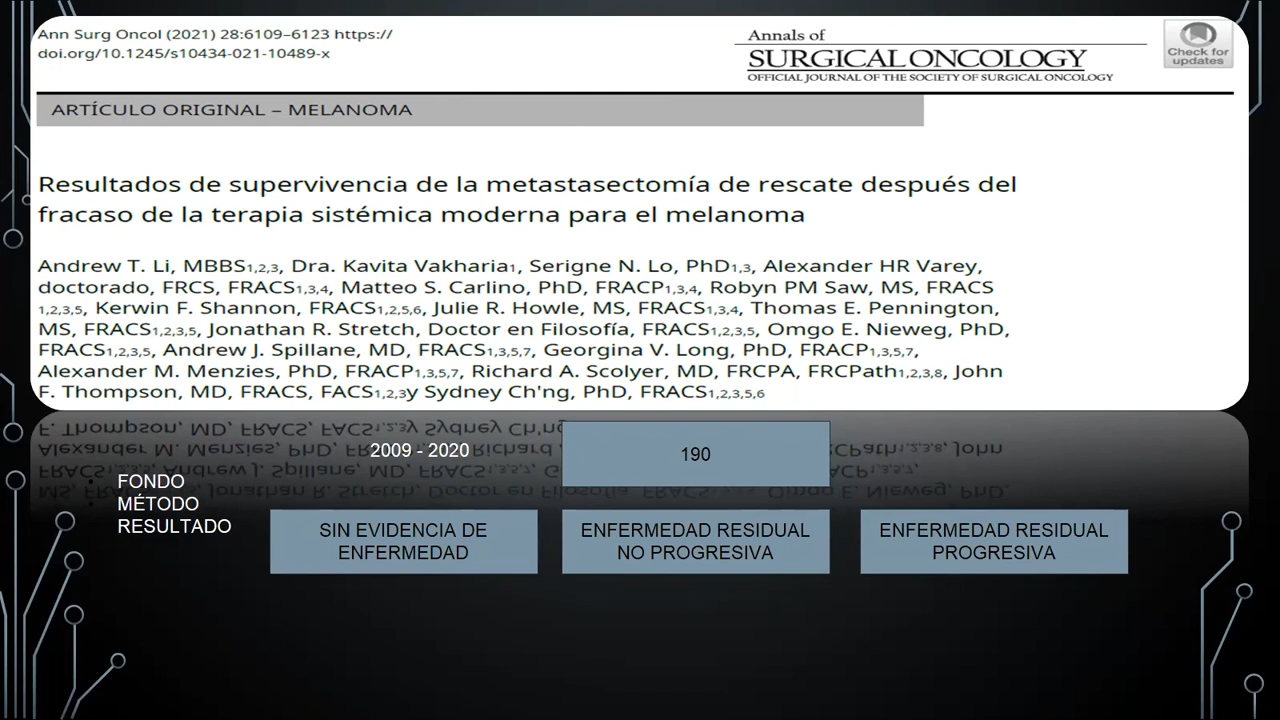 Ann Surg Oncol (2021) 28:6109–6123 https://
doi.org/10.1245/s10434-021-10489-x
Annals of
SURGICAL ONCOLOGY
OFFICIAL JOURNAL OF THE SOCIETY OF SURGICAL ONCOLOGY
Check for
updates
ARTÍCULO ORIGINAL – MELANOMA
Resultados de supervivencia de la metastasectomía de rescate después del
fracaso de la terapia sistémica moderna para el melanoma
Andrew T. Li, MBBS1,2,3, Dra. Kavita Vakharia1, Serigne N. Lo, PhD1,3, Alexander HR Varey,
doctorado, FRCS, FRACS1,3,4, Matteo S. Carlino, PhD, FRACP1,3,4, Robyn PM Saw, MS, FRACS
1,2,3,5, Kerwin F. Shannon, FRACS1,2,5,6, Julie R. Howle, MS, FRACS1,3,4, Thomas E. Pennington,
MS, FRACS1,2,3,5, Jonathan R. Stretch, Doctor en Filosofía, FRACS1,2,3,5, Omgo E. Nieweg, PhD,
FRACS1,2,3,5, Andrew J. Spillane, MD, FRACS1,3,5,7, Georgina V. Long, PhD, FRACP1,3,5,7,
Alexander M. Menzies, PhD, FRACP1,3,5,7, Richard A. Scolyer, MD, FRCPA, FRCPath1,2,3,8, John
F. Thompson, MD, FRACS, FACS1,2,3y Sydney Ch'ng, PhD, FRACS1,2,3,5,6
2009 - 2020
190
FONDO
MÉTODO
RESULTADO
SIN EVIDENCIA DE
ENFERMEDAD
ENFERMEDAD RESIDUAL
NO PROGRESIVA
ENFERMEDAD RESIDUAL
PROGRESIVA